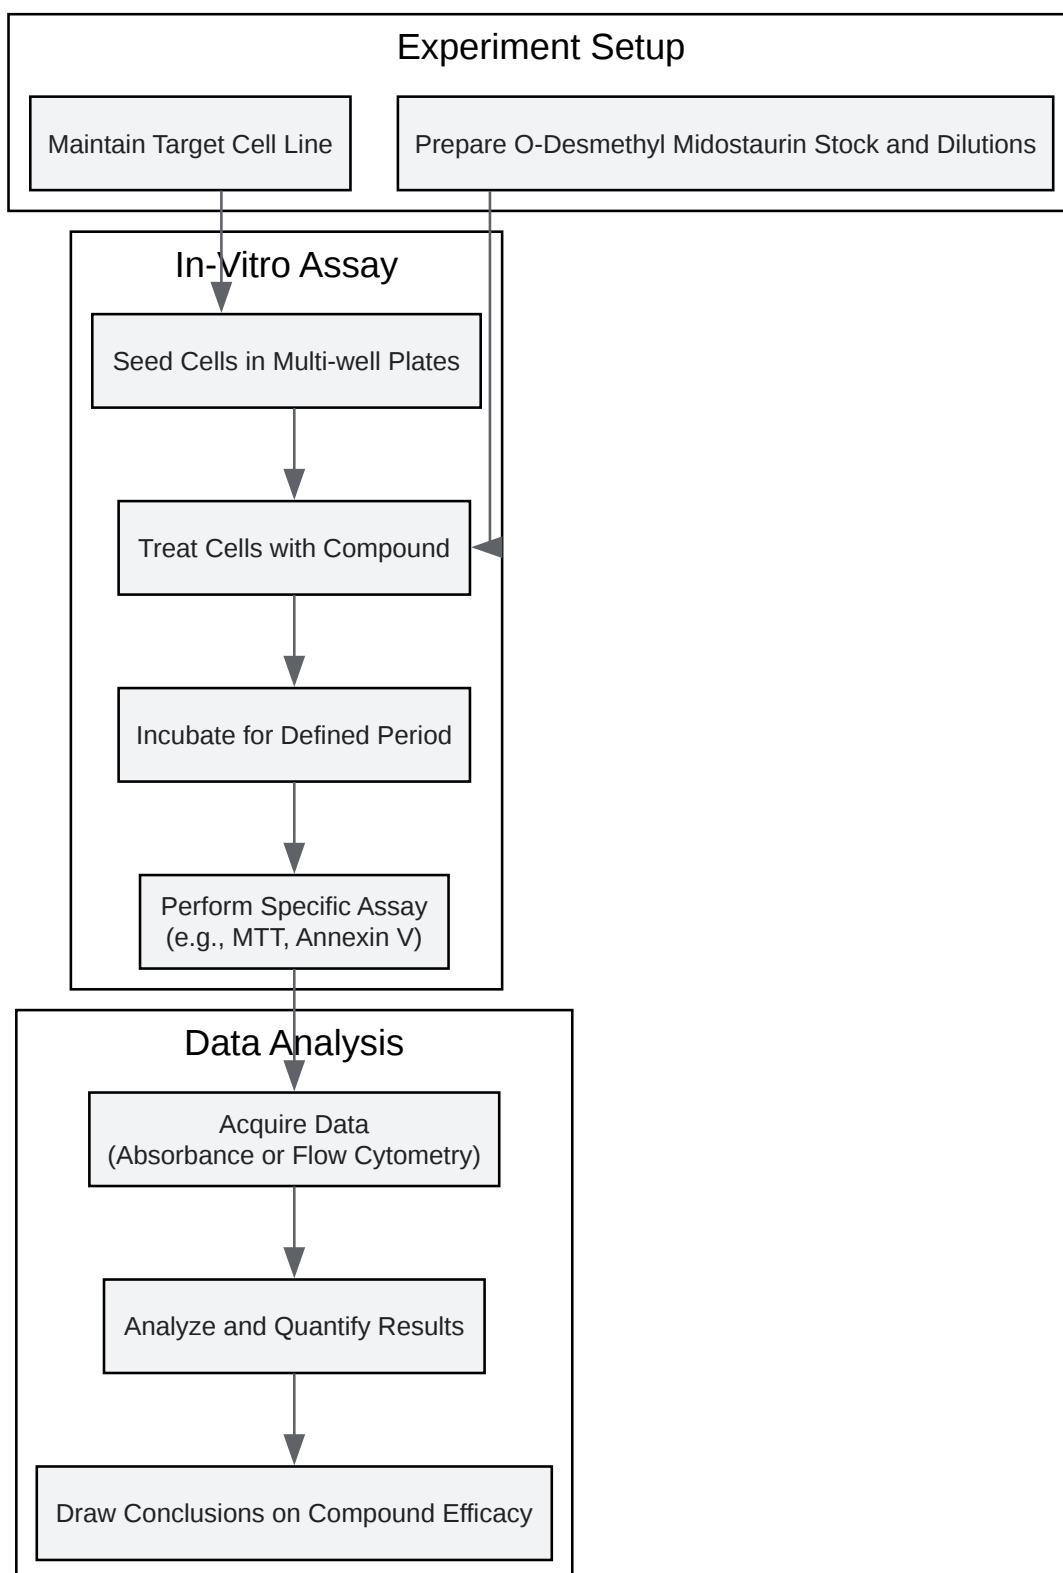 Experiment Setup
Maintain Target Cell Line
Prepare O-Desmethyl Midostaurin Stock and Dilutions
In-Vitro Assay
Seed Cells in Multi-well Plates
Treat Cells with Compound
Incubate for Defined Period
Perform Specific Assay
(e.g., MTT, Annexin V)
Data Analysis
Acquire Data
(Absorbance or Flow Cytometry)
Analyze and Quantify Results
Draw Conclusions on Compound Efficacy